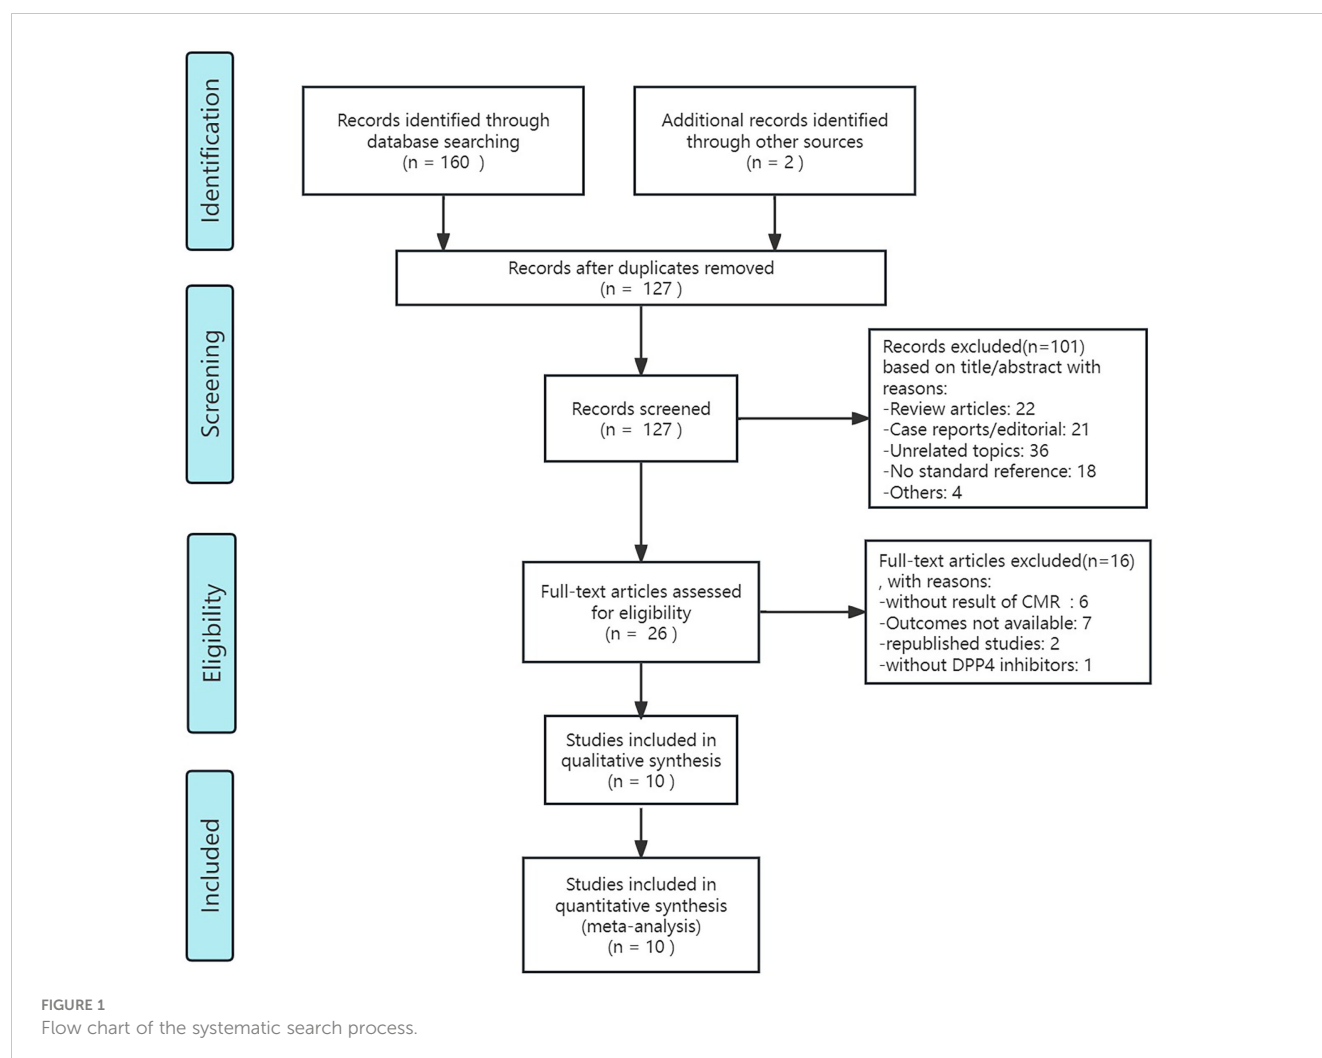 Identification
Records identified through
database searching
(n = 160 )
Additional records identified
through other sources
(n = 2 )
Records after duplicates removed
(n = 127 )
Screening
Records screened
(n = 127 )
Records excluded(n=101)
based on title/abstract with
reasons:
-Review articles: 22
-Case reports/editorial: 21
-Unrelated topics: 36
-No standard reference: 18
-Others: 4
Eligibility
Full-text articles assessed
for eligibility
(n = 26 )
Full-text articles excluded(n=16)
, with reasons:
-without result of CMR : 6
-Outcomes not available: 7
-republished studies: 2
-without DPP4 inhibitors: 1
Studies included in
qualitative synthesis
(n = 10 )
Included
Studies included in
quantitative synthesis
(meta-analysis)
(n = 10 )
FIGURE 1
Flow chart of the systematic search process.